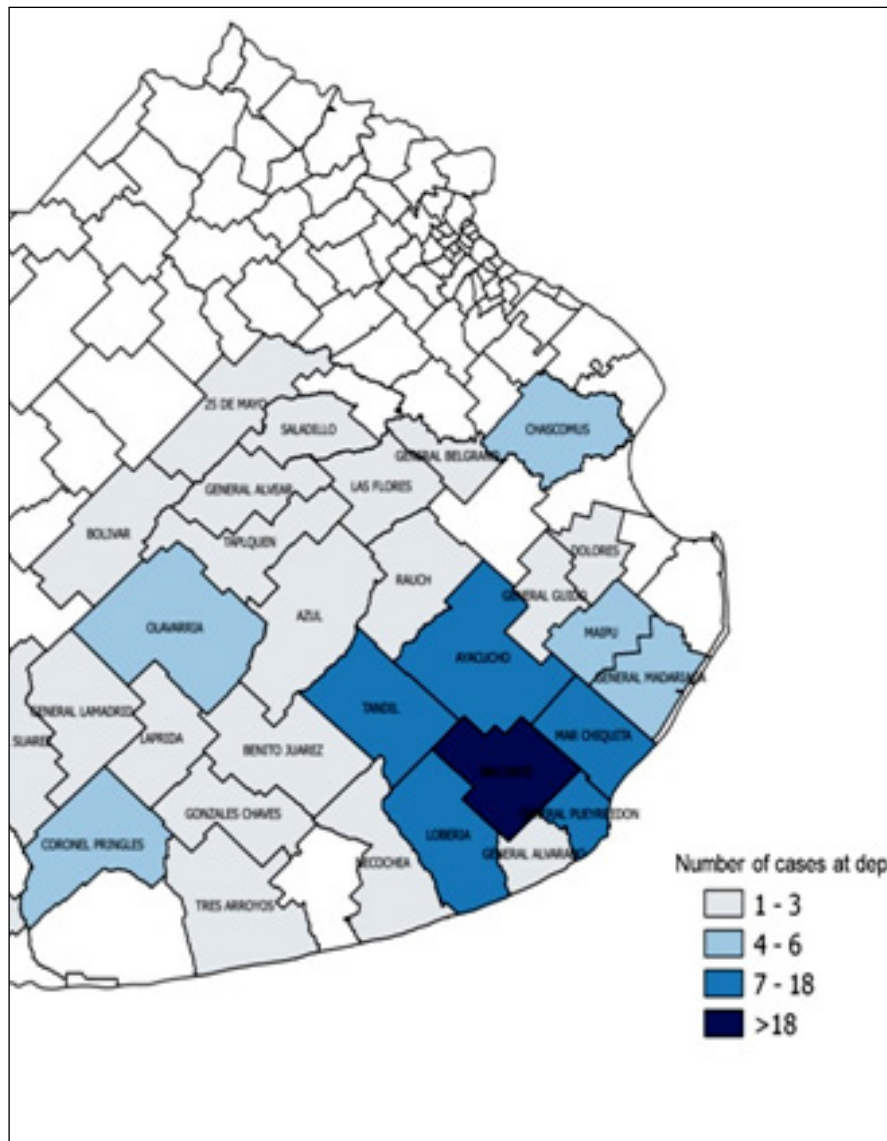 25 DE MAYO
SALADILLO
CHASCOMUS
GENERAL BELGRANO
GENERAL ALVEAR
LAS FLORES
BOLIVAR
TAPLQUEN
DOLORES
RAUCH
GENERAL GUIDO
AZUL
OLAVARRIA
MAIPU
AYACUCHO
GENERAL MADARIAGA
GENERAL LAMADRID
TANDIL
MAR CHIQUITA
SUAREZ
LAPRIDA
BENITO JUAREZ
GONZALES CHAVES
GENERAL PUEYRREDON
CORONEL PRINGLES
LOBERIA
GENERAL ALVARADO
NECOCHEA
TRES ARROYOS
Number of cases at dep
1 - 3
4 - 6
7 - 18
>18